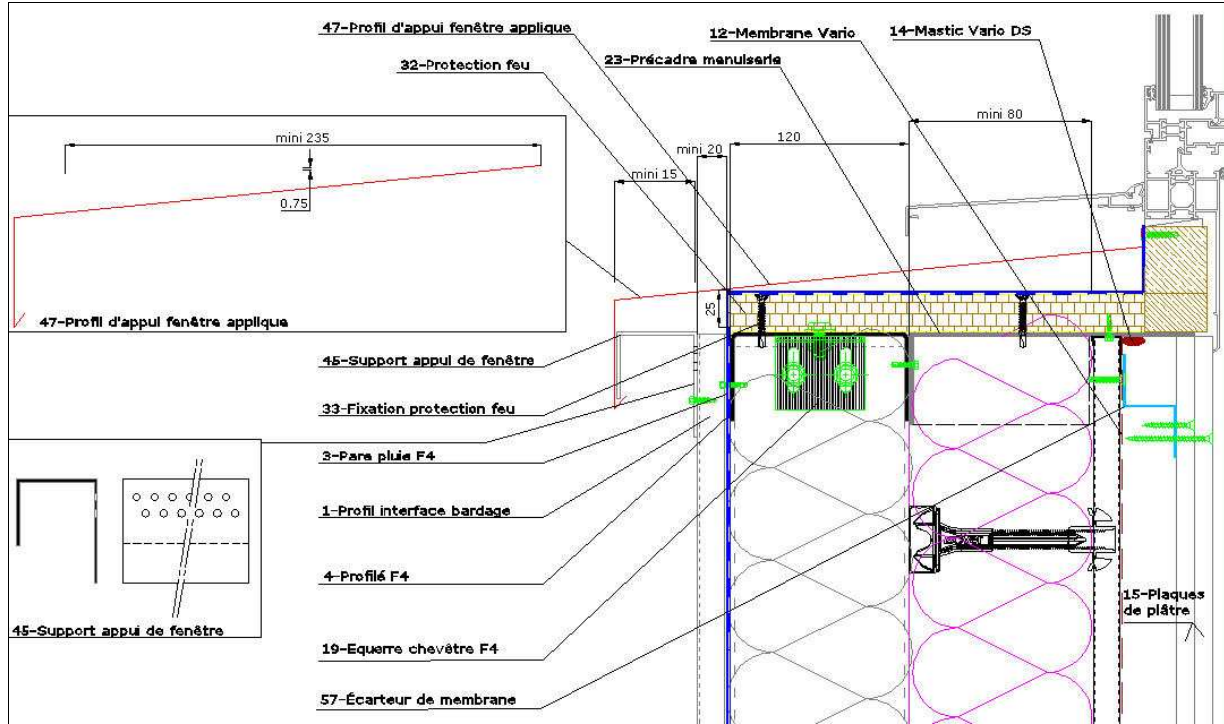 47-Profil d'appui fenêtre applique
12-Membrane Vario
14-Mastic Vario DS
32-Protection feu
23-Précadre menuiserie
mini 80
mini 235
120
mini 20
mini 15
0.75
25
47-Profil d'appui fenêtre applique
45-Support appui de fenêtre
33-Fixation protection feu
3-Pare pluie F4
1-Profil interface bardage
4-Profilé F4
15-Plaques
de plâtre
45-Support appui de fenêtre
19-Equerre chevêtre F4
57-Écarteur de membrane